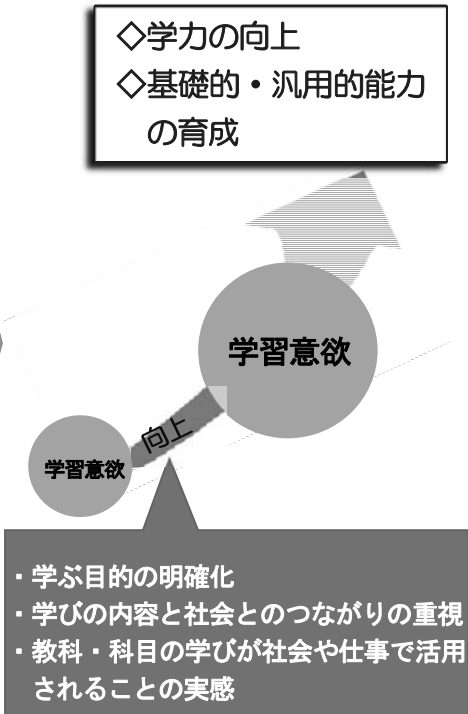 ◇学力の向上
◇基礎的・汎用的能力
の育成
学習意欲
向上
学習意欲
・学ぶ目的の明確化
・学びの内容と社会とのつながりの重視
・教科・科目の学びが社会や仕事で活用
されることの実感